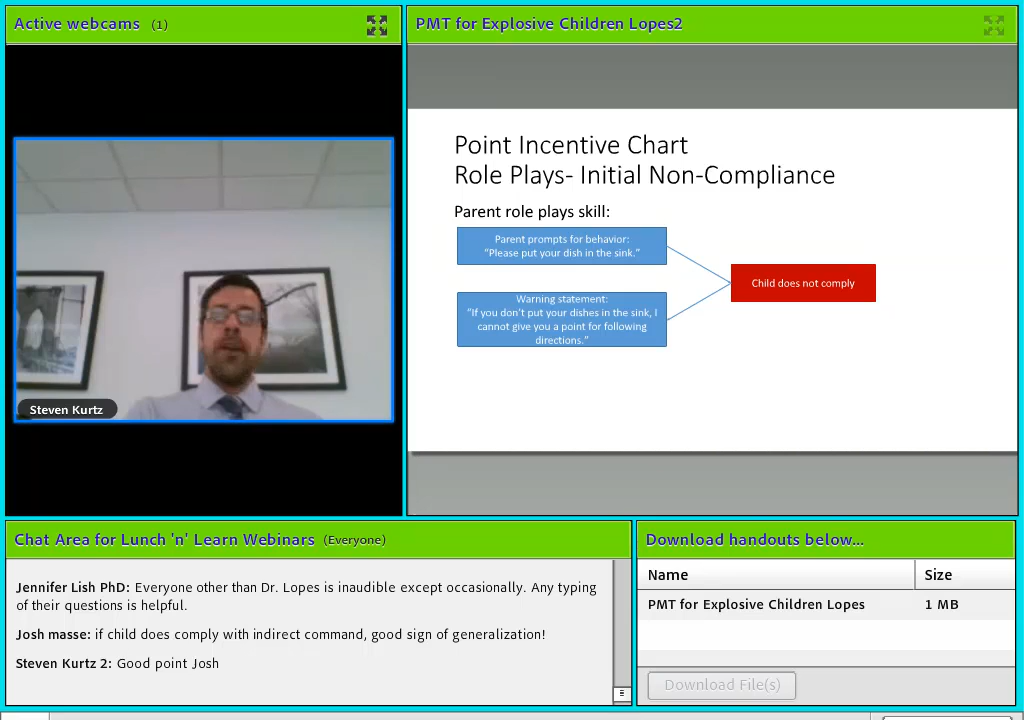 Active webcams (1)
PMT for Explosive Children Lopes2
Point Incentive Chart
Role Plays- Initial Non-Compliance
Parent role plays skill:
Parent prompts for behavior:
“Please put your dish in the sink.”
Child does not comply
Warning statement:
“If you don’t put your dishes in the sink, I
cannot give you a point for following
directions.”
Steven Kurtz
Chat Area for Lunch 'n' Learn Webinars (Everyone)
Jennifer Lish PhD: Everyone other than Dr. Lopes is inaudible except occasionally. Any typing
of their questions is helpful.
Josh masse: if child does comply with indirect command, good sign of generalization!
Steven Kurtz 2: Good point Josh
Download handouts below...
Name Size
PMT for Explosive Children Lopes 1 MB
Download File(s)